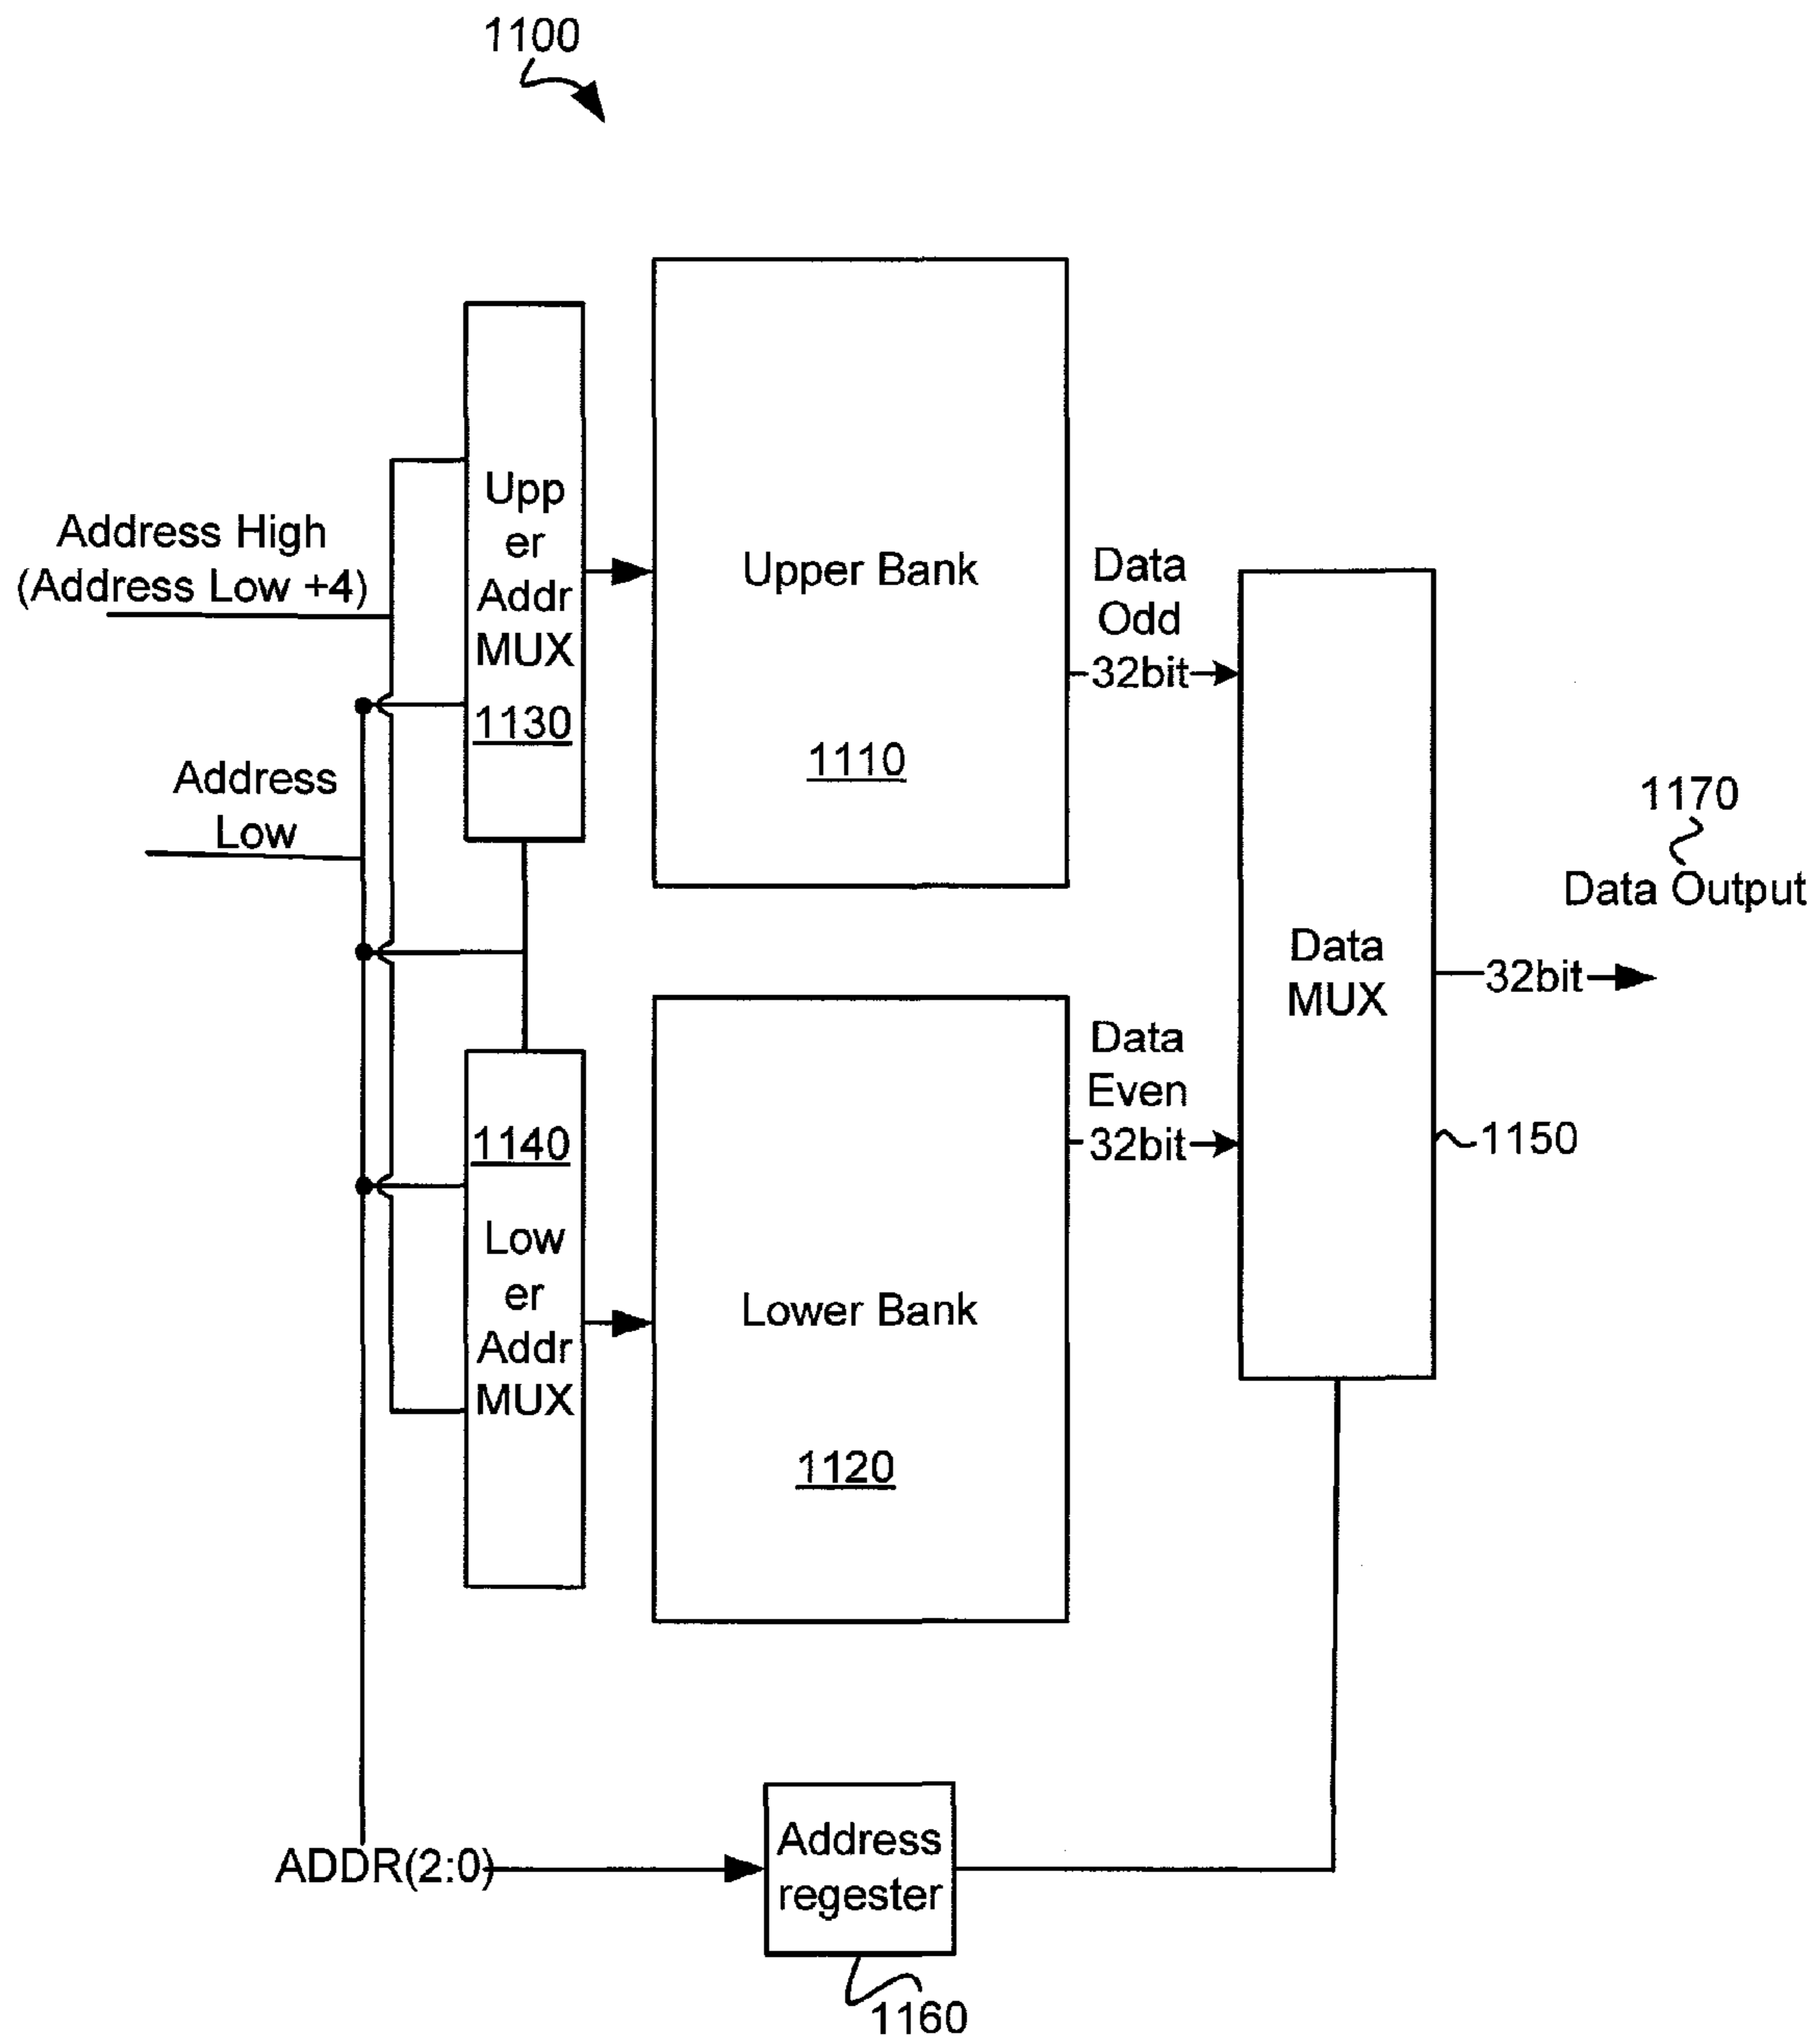 1100
Address High
(Address Low +4)
Address
Low
Upp
er
Addr
MUX
1130
Upper Bank
1110
Data
Odd
32bit
1140
Low
er
Addr
MUX
Lower Bank
1120
Data
Even
32bit
Data
MUX
1150
1170
Data Output
32bit
ADDR(2:0)
Address
regester
1160